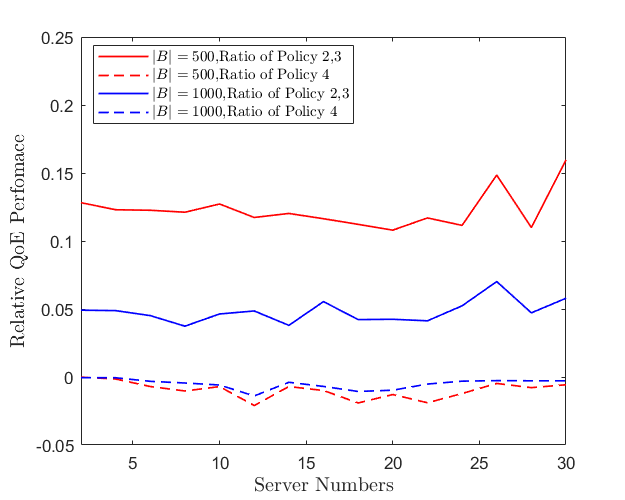 0.25
|B| = 500,Ratio of Policy 2,3
|B| = 500,Ratio of Policy 4
|B| = 1000,Ratio of Policy 2,3
|B| = 1000,Ratio of Policy 4
0.2
0.15
0.1
0.05
0
-0.05
Relative QoE Perfomace
5 10 15 20 25 30
Server Numbers